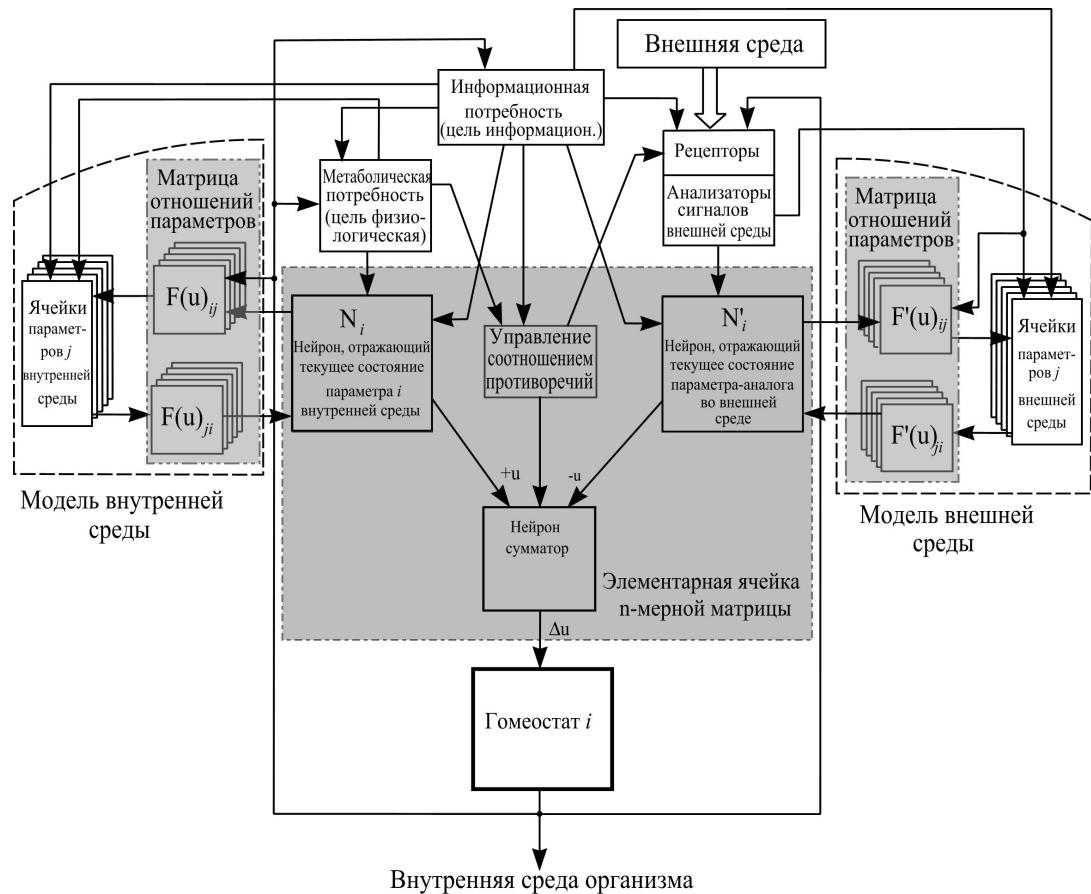 Внешняя среда
Информационная
потребность
(цель информацион.)
Рецепторы
Анализаторы
сигналов
внешней среды
Метаболическая
потребность
(цель физио-
логическая)
Матрица
отношений
параметров
F(u)ij
F(u)ji
Ячейки
парамет-
ров j
внутренней
среды
Модель внутренней
среды
Ni
Нейрон, отражающий
текущее состояние
параметра i
внутренней среды
Управление
соотношением
противоречий
N'i
Нейрон, отражающий
текущее состояние
параметра-аналога
во внешней
среде
Матрица
отношений
параметров
F'(u)ij
F'(u)ji
Ячейки
парамет-
ров j
внешней
среды
Модель внешней
среды
+u
-u
Нейрон
сумматор
Элементарная ячейка
n-мерной матрицы
Δu
Гомеостат i
Внутренняя среда организма